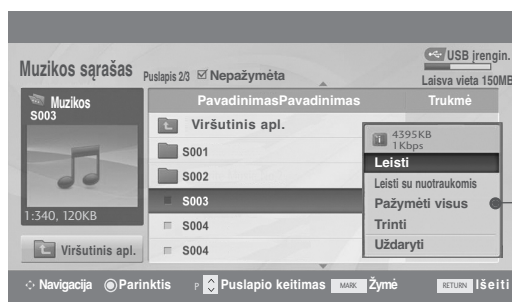 USB įrengin.
Muzikos sąrašas Puslapis 2/3 Nepažymėta Laisva vieta 150MB
Muzikos
S003
PavadinimasPavadinimas Trukmė
Viršutinis apl.
S001
S002
S003
S004
S004
4395KB
1Kbps
Leisti
Leisti su nuotraukomis
Pažymėti visus
Trinti
Uždaryti
1:340, 120KB
Viršutinis apl.
Navigacija Parinktis P Puslapio keitimas MARK Žymė RETURN Išeiti